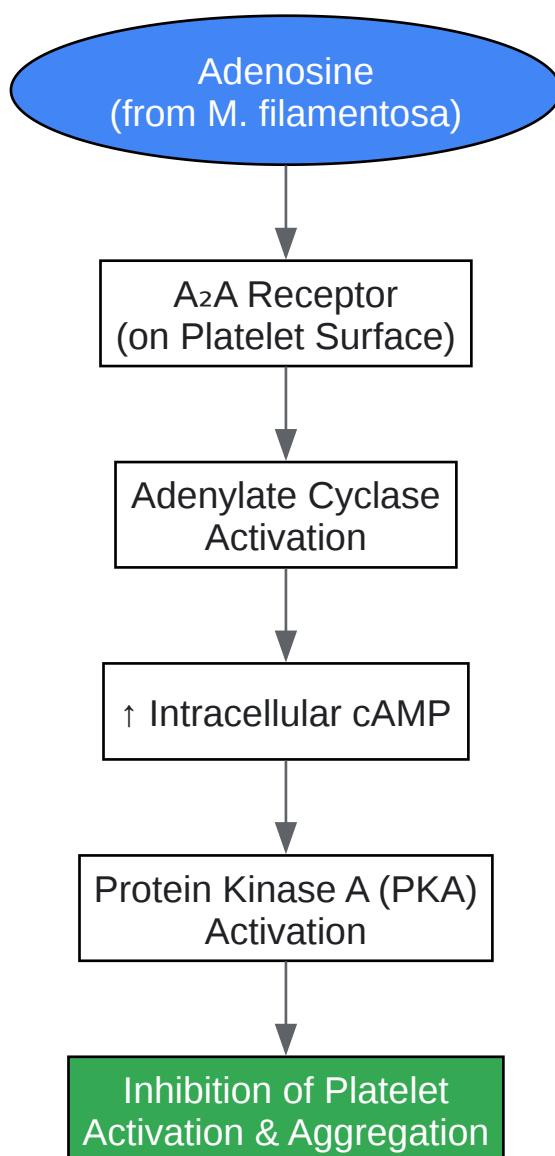 Adenosine
(from M. filamentosa)
A₂A Receptor
(on Platelet Surface)
Adenylate Cyclase
Activation
↑ Intracellular cAMP
Protein Kinase A (PKA)
Activation
Inhibition of Platelet
Activation & Aggregation